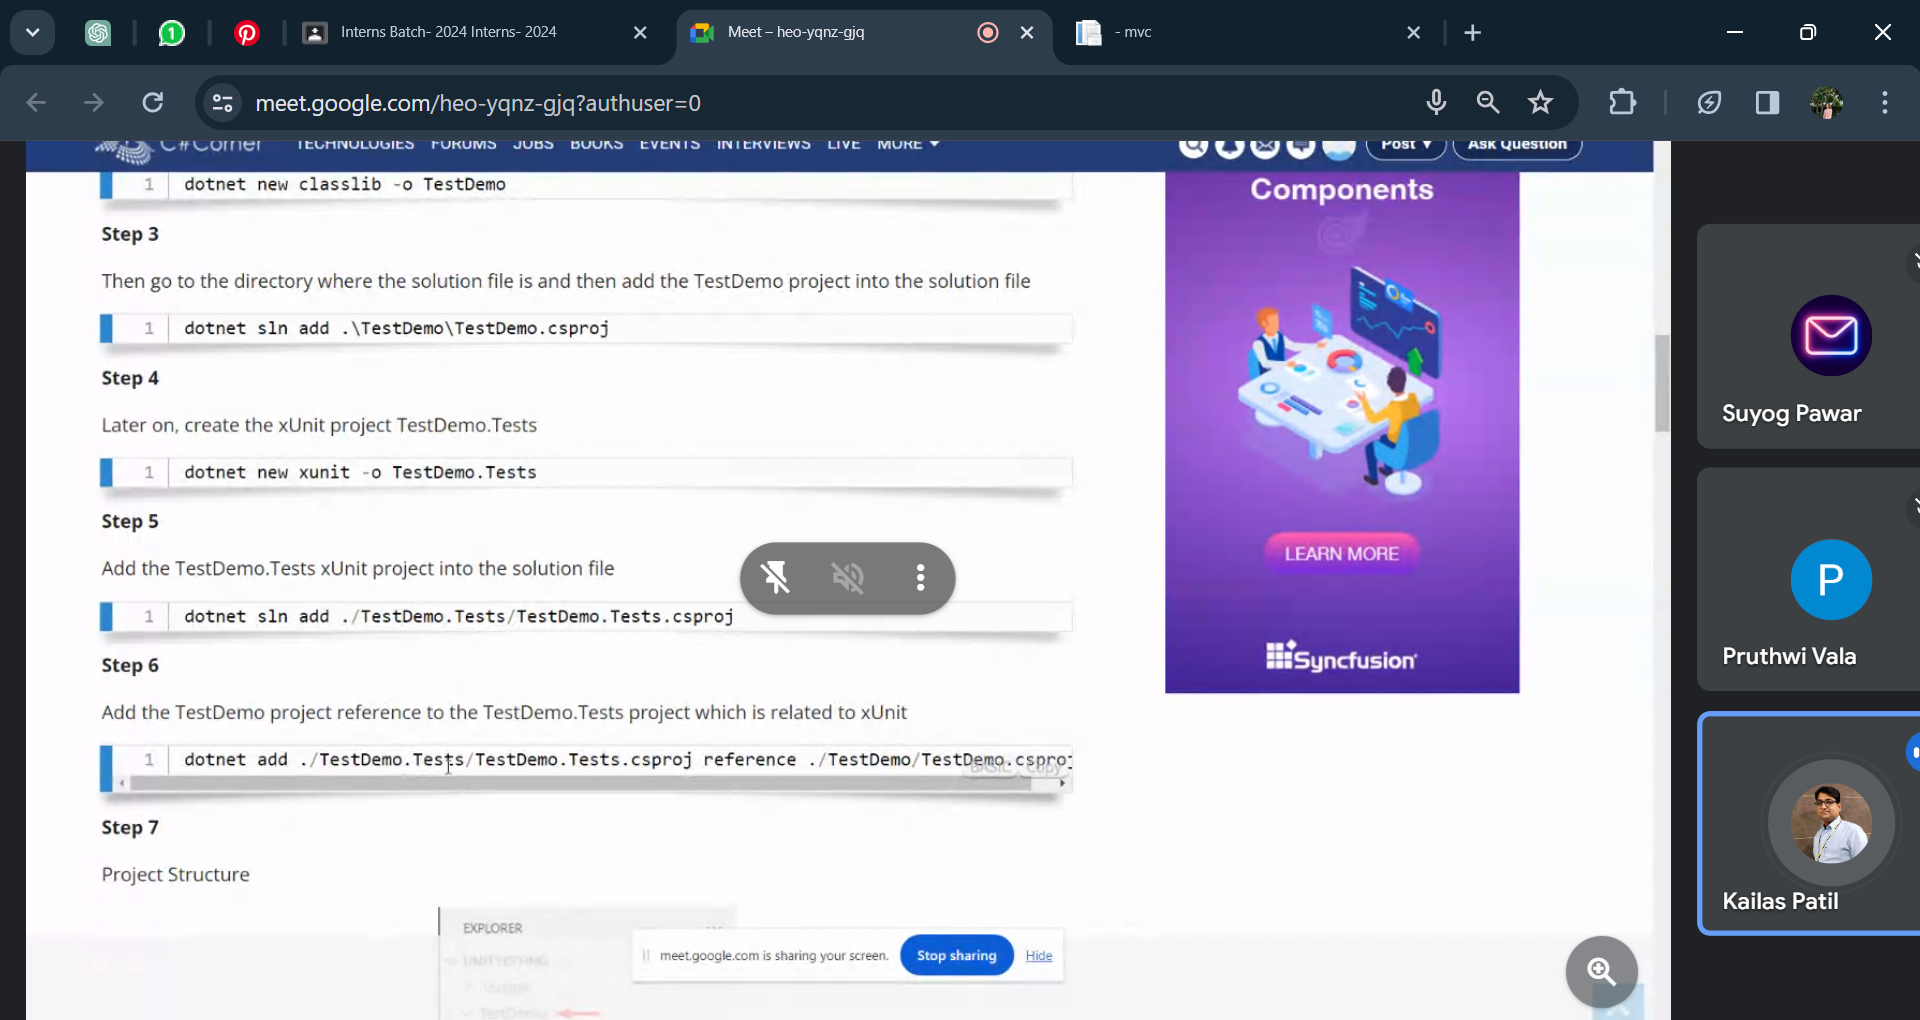 Interns Batch- 2024 Interns- 2024
Meet – heo-yqnz-gjq
- mvc
meet.google.com/heo-yqnz-gjq?authuser=0
C#Corner TECHNOLOGIES FORUMS JOBS BOOKS EVENTS INTERVIEWS LIVE MORE Post Ask Question
1 dotnet new classlib -o TestDemo
Step 3
Then go to the directory where the solution file is and then add the TestDemo project into the solution file
1 dotnet sln add .\TestDemo\TestDemo.csproj
Step 4
Later on, create the xUnit project TestDemo.Tests
1 dotnet new xunit -o TestDemo.Tests
Step 5
Add the TestDemo.Tests xUnit project into the solution file
1 dotnet sln add ./TestDemo.Tests/TestDemo.Tests.csproj
Step 6
Add the TestDemo project reference to the TestDemo.Tests project which is related to xUnit
1 dotnet add ./TestDemo.Tests/TestDemo.Tests.csproj reference ./TestDemo/TestDemo.csproj
BASIC Copy
Step 7
Project Structure
EXPLORER
UNITTESTING
TestDemo
meet.google.com is sharing your screen. Stop sharing Hide
Components
LEARN MORE
Syncfusion
1
Suyog Pawar
P
Pruthwi Vala
Kailas Patil